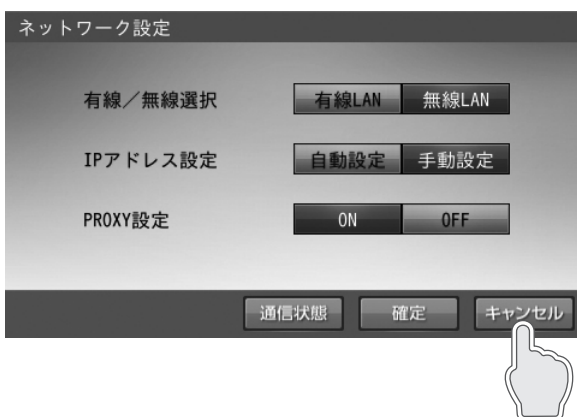 ネットワーク設定
有線／無線選択 有線LAN 無線LAN
IPアドレス設定 自動設定 手動設定
PROXY設定 ON OFF
通信状態 確定 キャンセル